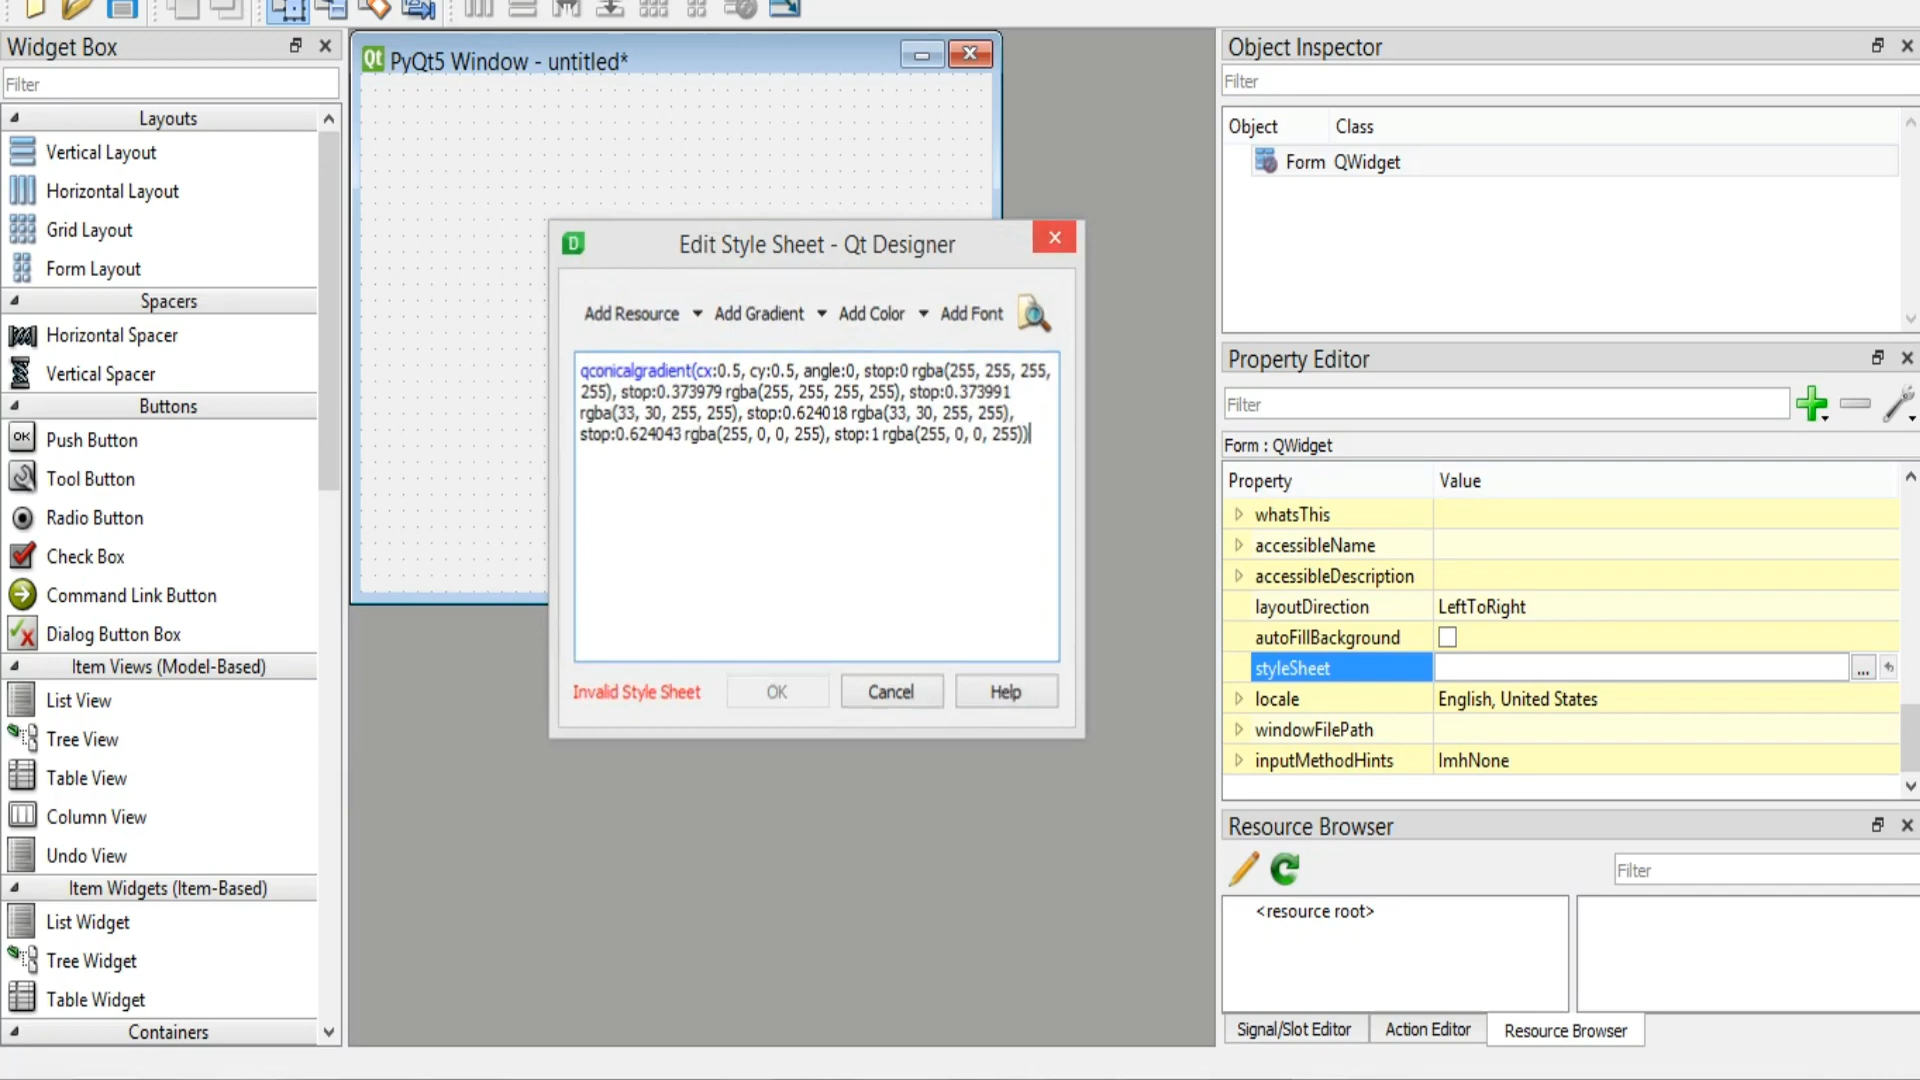 Widget Box
Filter
Layouts
Vertical Layout
Horizontal Layout
Grid Layout
Form Layout
Spacers
Horizontal Spacer
Vertical Spacer
Buttons
OK
Push Button
Tool Button
Radio Button
Check Box
Command Link Button
Dialog Button Box
Item Views (Model-Based)
List View
Tree View
Table View
Column View
Undo View
Item Widgets (Item-Based)
List Widget
Tree Widget
Table Widget
Containers
Qt PyQt5 Window - untitled*
D Edit Style Sheet - Qt Designer
Add Resource Add Gradient Add Color Add Font
qconicalgradient(cx:0.5, cy:0.5, angle:0, stop:0 rgba(255, 255, 255,
255), stop:0.373979 rgba(255, 255, 255, 255), stop:0.373991
rgba(33, 30, 255, 255), stop:0.624018 rgba(33, 30, 255, 255),
stop:0.624043 rgba(255, 0, 0, 255), stop:1 rgba(255, 0, 0, 255))
Invalid Style Sheet OK Cancel Help
Object Inspector
Filter
Object Class
Form QWidget
Property Editor
Filter
Form : QWidget
Property Value
whatsThis
accessibleName
accessibleDescription
layoutDirection LeftToRight
autoFillBackground
styleSheet ...
locale English, United States
windowFilePath
inputMethodHints ImhNone
Resource Browser
Filter
<resource root>
Signal/Slot Editor Action Editor Resource Browser